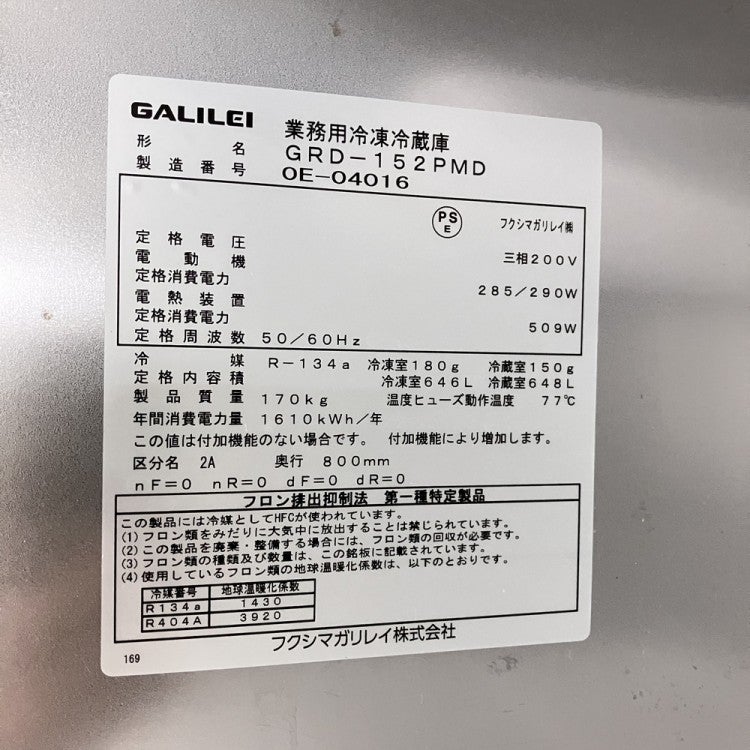 GALILEI 業務用冷凍冷蔵庫
形名 GRD-152PMD
製造番号 0E-04016
PS E フクシマガリレイ㈱
定格電圧 三相200V
電動機
定格消費電力 285/290W
電熱装置
定格消費電力 509W
定格周波数 50/60Hz
冷媒 R-134a 冷凍室180g 冷蔵室150g
定格内容積 冷凍室646L 冷蔵室648L
製品質量 170kg 温度ヒューズ動作温度 77℃
年間消費電力量 1610kWh/年
この値は付加機能のない場合です。 付加機能により増加します。
区分名 2A 奥行 800mm
nF=0 nR=0 dF=0 dR=0
フロン排出抑制法 第一種特定製品
この製品には冷媒としてHFCが使われています。
(1) フロン類をみだりに大気中に放出することは禁じられています。
(2) この製品を廃棄・整備する場合には、フロン類の回収が必要です。
(3) フロン類の種類及び数量は、この銘板に記載されています。
(4) 使用しているフロン類の地球温暖化係数は、以下のとおりです。
冷媒番号 地球温暖化係数
R134a 1430
R404A 3920
フクシマガリレイ株式会社
169